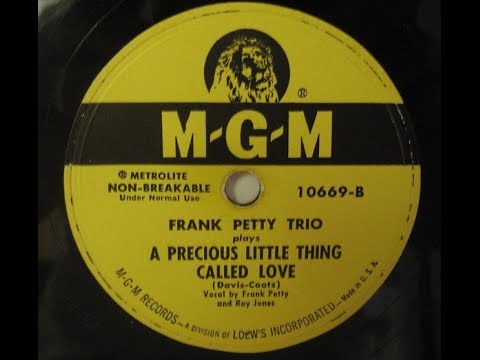 ®
M-G-M
® METROLITE
NON-BREAKABLE
Under Normal Use
10669-B
FRANK PETTY TRIO
plays
A PRECIOUS LITTLE THING
CALLED LOVE
(Davis-Coots)
Vocal by Frank Petty
and Ray Jones
M-G-M RECORDS — A DIVISION OF LOEW'S INCORPORATED. — Made in U.S.A.